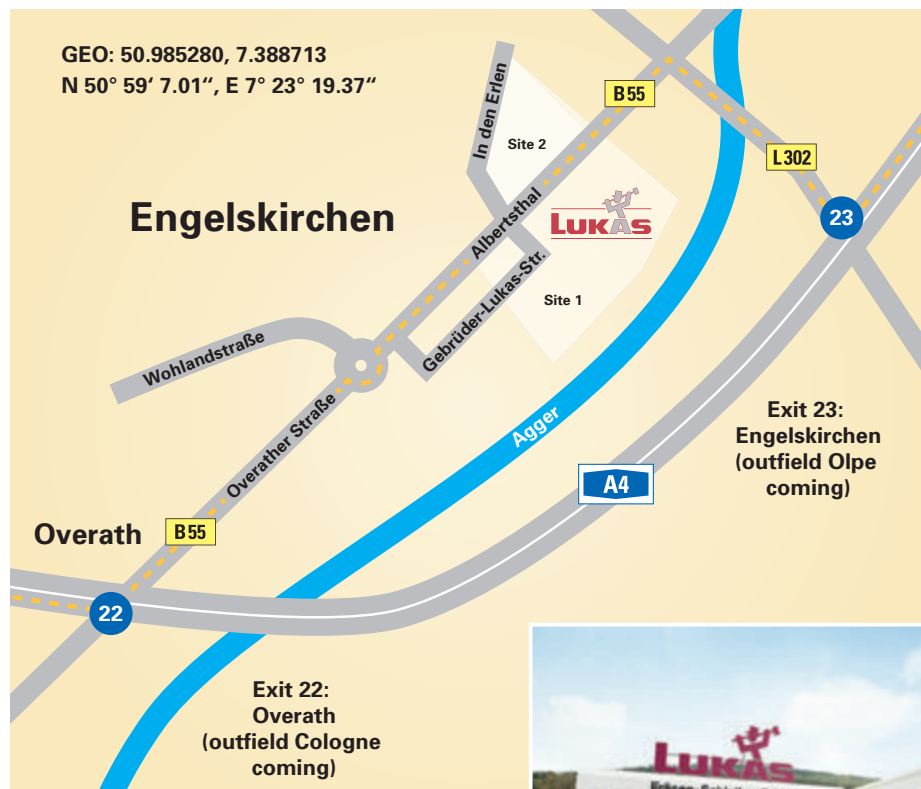 GEO: 50.985280, 7.388713
N 50° 59‘ 7.01“, E 7° 23° 19.37“
B55
In den Erlen
Site 2
L302
Engelskirchen
Albertsthal
LUKAS
23
Gebrüder-Lukas-Str.
Site 1
Wohlandstraße
Overather Straße
Agger
Exit 23:
Engelskirchen
(outfield Olpe
coming)
A4
Overath
B55
22
Exit 22:
Overath
(outfield Cologne
coming)
LUKAS